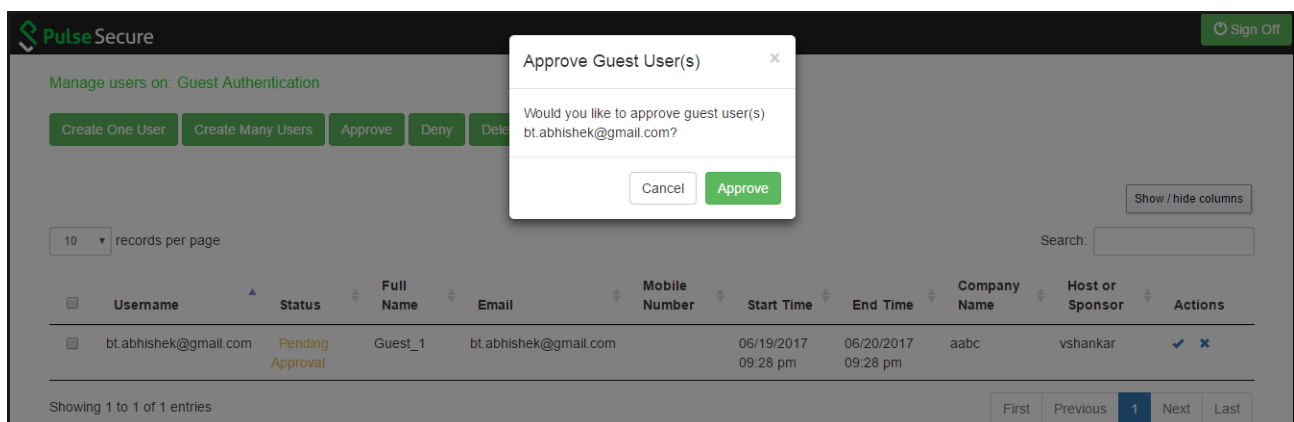 Pulse Secure
Sign Off
Approve Guest User(s)
×
Manage users on: Guest Authentication
Would you like to approve guest user(s)
bt.abhishek@gmail.com?
Create One User Create Many Users Approve Deny
Cancel Approve
Show / hide columns
10 records per page
Search:
Username Status Full Name Email Mobile Number Start Time End Time Company Name Host or Sponsor Actions
bt.abhishek@gmail.com Pending Approval Guest_1 bt.abhishek@gmail.com 06/19/2017 09:28 pm 06/20/2017 09:28 pm aabc vshankar
Showing 1 to 1 of 1 entries
First Previous 1 Next Last